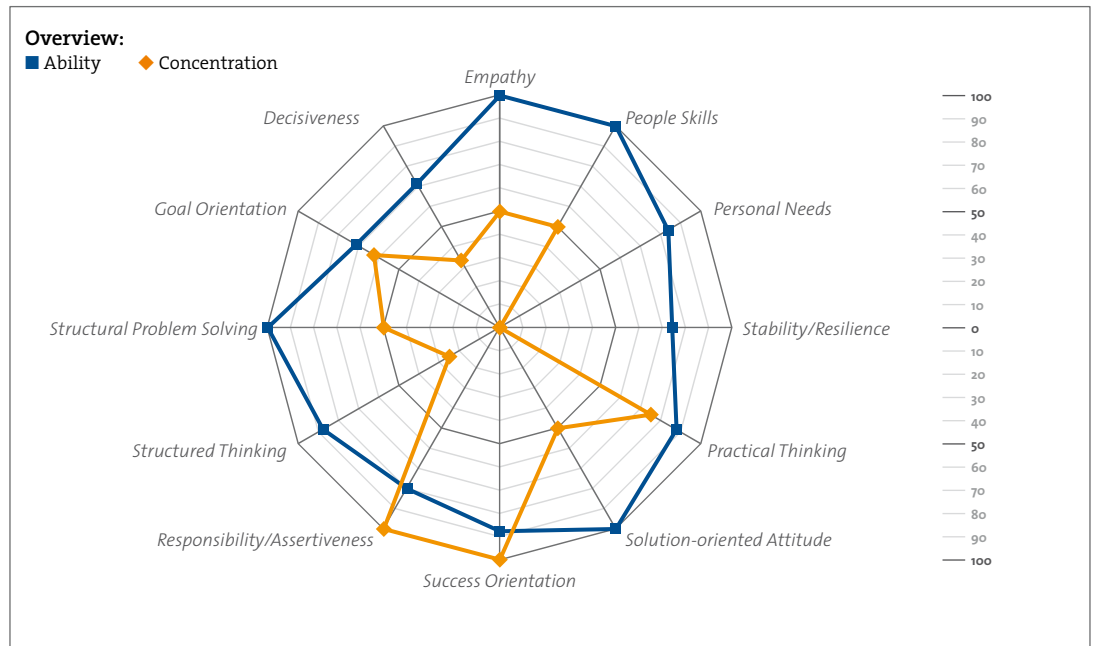 Overview:
Ability Concentration
Empathy
Decisiveness
People Skills
Goal Orientation
Personal Needs
Structural Problem Solving
Stability/Resilience
Structured Thinking
Practical Thinking
Responsibility/Assertiveness
Solution-oriented Attitude
Success Orientation
100
90
80
70
60
50
40
30
20
10
0
10
20
30
40
50
60
70
80
90
100